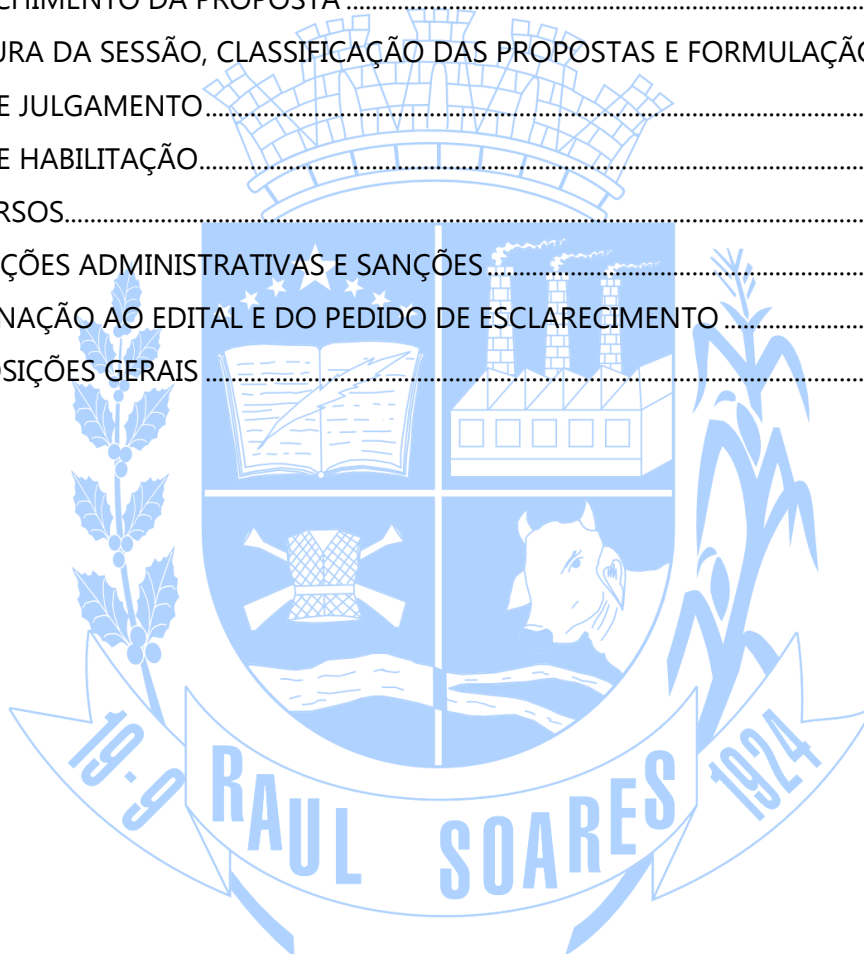 CHIMENTO DA PROPOSTA
URA DA SESSÃO, CLASSIFICAÇÃO DAS PROPOSTAS E FORMULAÇÃO
E JULGAMENTO
E HABILITAÇÃO
RSOS
ÇÕES ADMINISTRATIVAS E SANÇÕES
NAÇÃO AO EDITAL E DO PEDIDO DE ESCLARECIMENTO
OSIÇÕES GERAIS
19-9 RAUL SOARES 1924